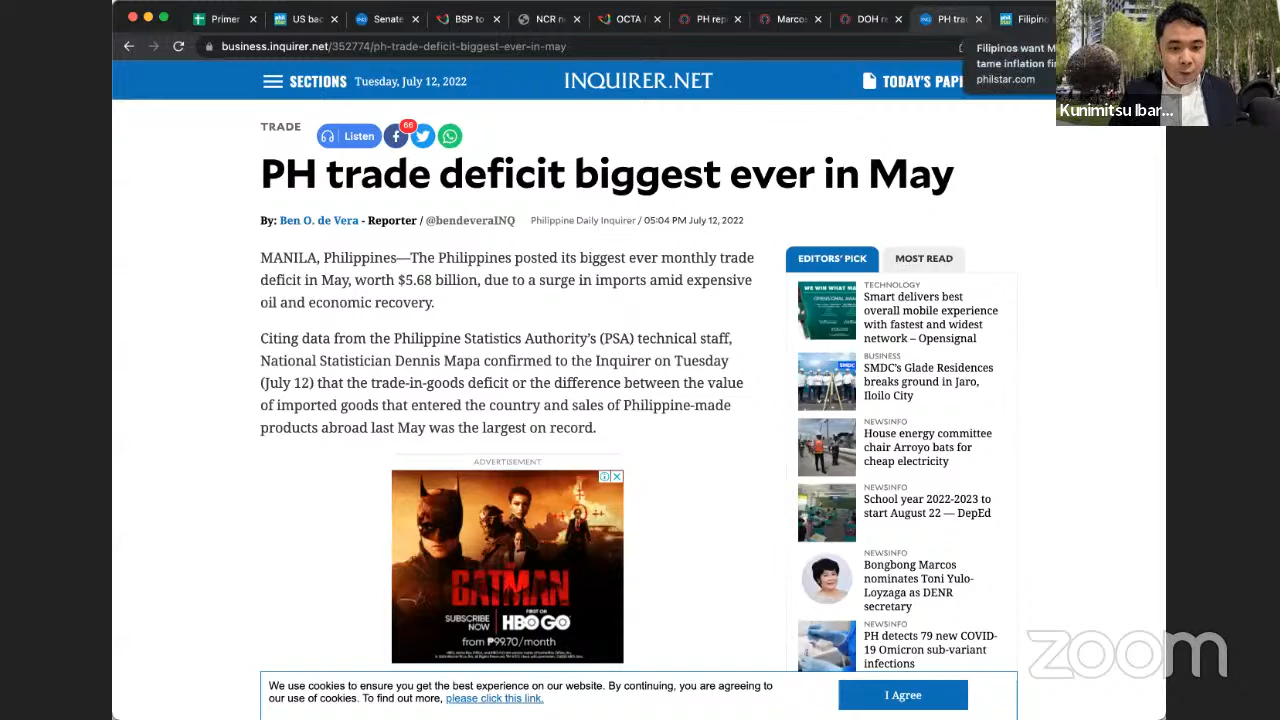 Primer
US bac
Senate
BSP to
NCR n
OCTA
PH rep
Marcos
DOH r
PH tra
Filipino
business.inquirer.net/352774/ph-trade-deficit-biggest-ever-in-may
Filipinos want M
tame inflation fi
philstar.com
Kunimitsu Ibar...
SECTIONS
Tuesday, July 12, 2022
INQUIRER.NET
TODAY'S PAP
TRADE
Listen
66
PH trade deficit biggest ever in May
By: Ben O. de Vera - Reporter / @bendeveraINQ
Philippine Daily Inquirer / 05:04 PM July 12, 2022
MANILA, Philippines—The Philippines posted its biggest ever monthly trade
deficit in May, worth $5.68 billion, due to a surge in imports amid expensive
oil and economic recovery.
Citing data from the Philippine Statistics Authority's (PSA) technical staff,
National Statistician Dennis Mapa confirmed to the Inquirer on Tuesday
(July 12) that the trade-in-goods deficit or the difference between the value
of imported goods that entered the country and sales of Philippine-made
products abroad last May was the largest on record.
ADVERTISEMENT
BATMAN
SUBSCRIBE
NOW
FIRST ON
HBO GO
from ₱99.70/month
EDITORS' PICK
MOST READ
WE WIN WHAT MA
TECHNOLOGY
Smart delivers best
overall mobile experience
with fastest and widest
network – Opensignal
SMDC
BUSINESS
SMDC's Glade Residences
breaks ground in Jaro,
Iloilo City
NEWSINFO
House energy committee
chair Arroyo bats for
cheap electricity
NEWSINFO
School year 2022-2023 to
start August 22 — DepEd
NEWSINFO
Bongbong Marcos
nominates Toni Yulo-
Loyzaga as DENR
secretary
NEWSINFO
PH detects 79 new COVID-
19 Omicron sub-variant
infections
We use cookies to ensure you get the best experience on our website. By continuing, you are agreeing to
our use of cookies. To find out more, please click this link.
I Agree
zoom